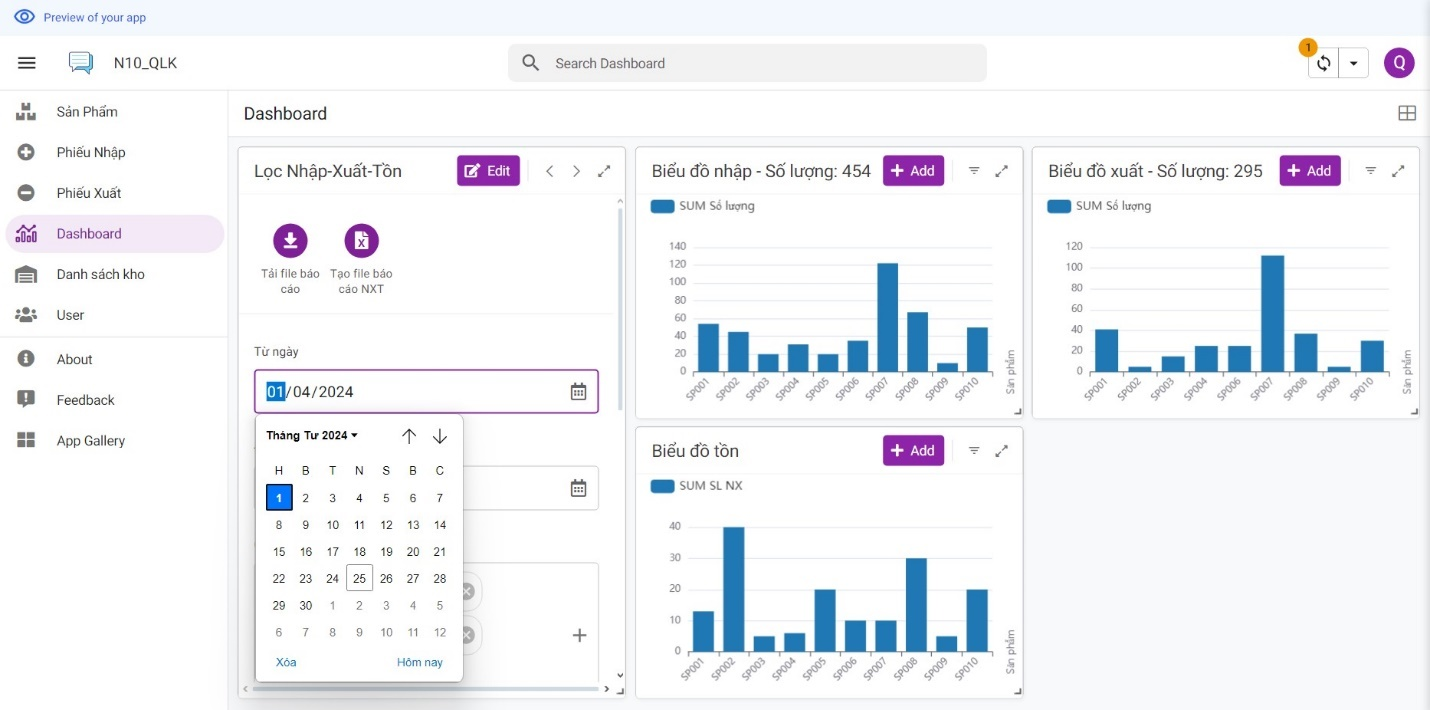 Preview of your app
N10_QLK
Search Dashboard
1
Q
Sản Phẩm
Phiếu Nhập
Phiếu Xuất
Dashboard
Danh sách kho
User
About
Feedback
App Gallery
Dashboard
Lọc Nhập-Xuất-Tồn
Edit
Tải file báo cáo
Tạo file báo cáo NXT
Từ ngày
01/04/2024
Tháng Tư 2024
H B T N S B C
1 2 3 4 5 6 7
8 9 10 11 12 13 14
15 16 17 18 19 20 21
22 23 24 25 26 27 28
29 30 1 2 3 4 5
6 7 8 9 10 11 12
Xóa Hôm nay
Biểu đồ nhập - Số lượng: 454
Add
SUM Số lượng
140
120
100
80
60
40
20
0
SP001 SP002 SP003 SP004 SP005 SP006 SP007 SP008 SP009 SP010
Sản phẩm
Biểu đồ xuất - Số lượng: 295
Add
SUM Số lượng
120
100
80
60
40
20
0
SP001 SP002 SP003 SP004 SP006 SP007 SP008 SP009 SP010
Sản phẩm
Biểu đồ tồn
Add
SUM SL NX
40
30
20
10
0
SP001 SP002 SP003 SP004 SP005 SP006 SP007 SP008 SP009 SP010
Sản phẩm